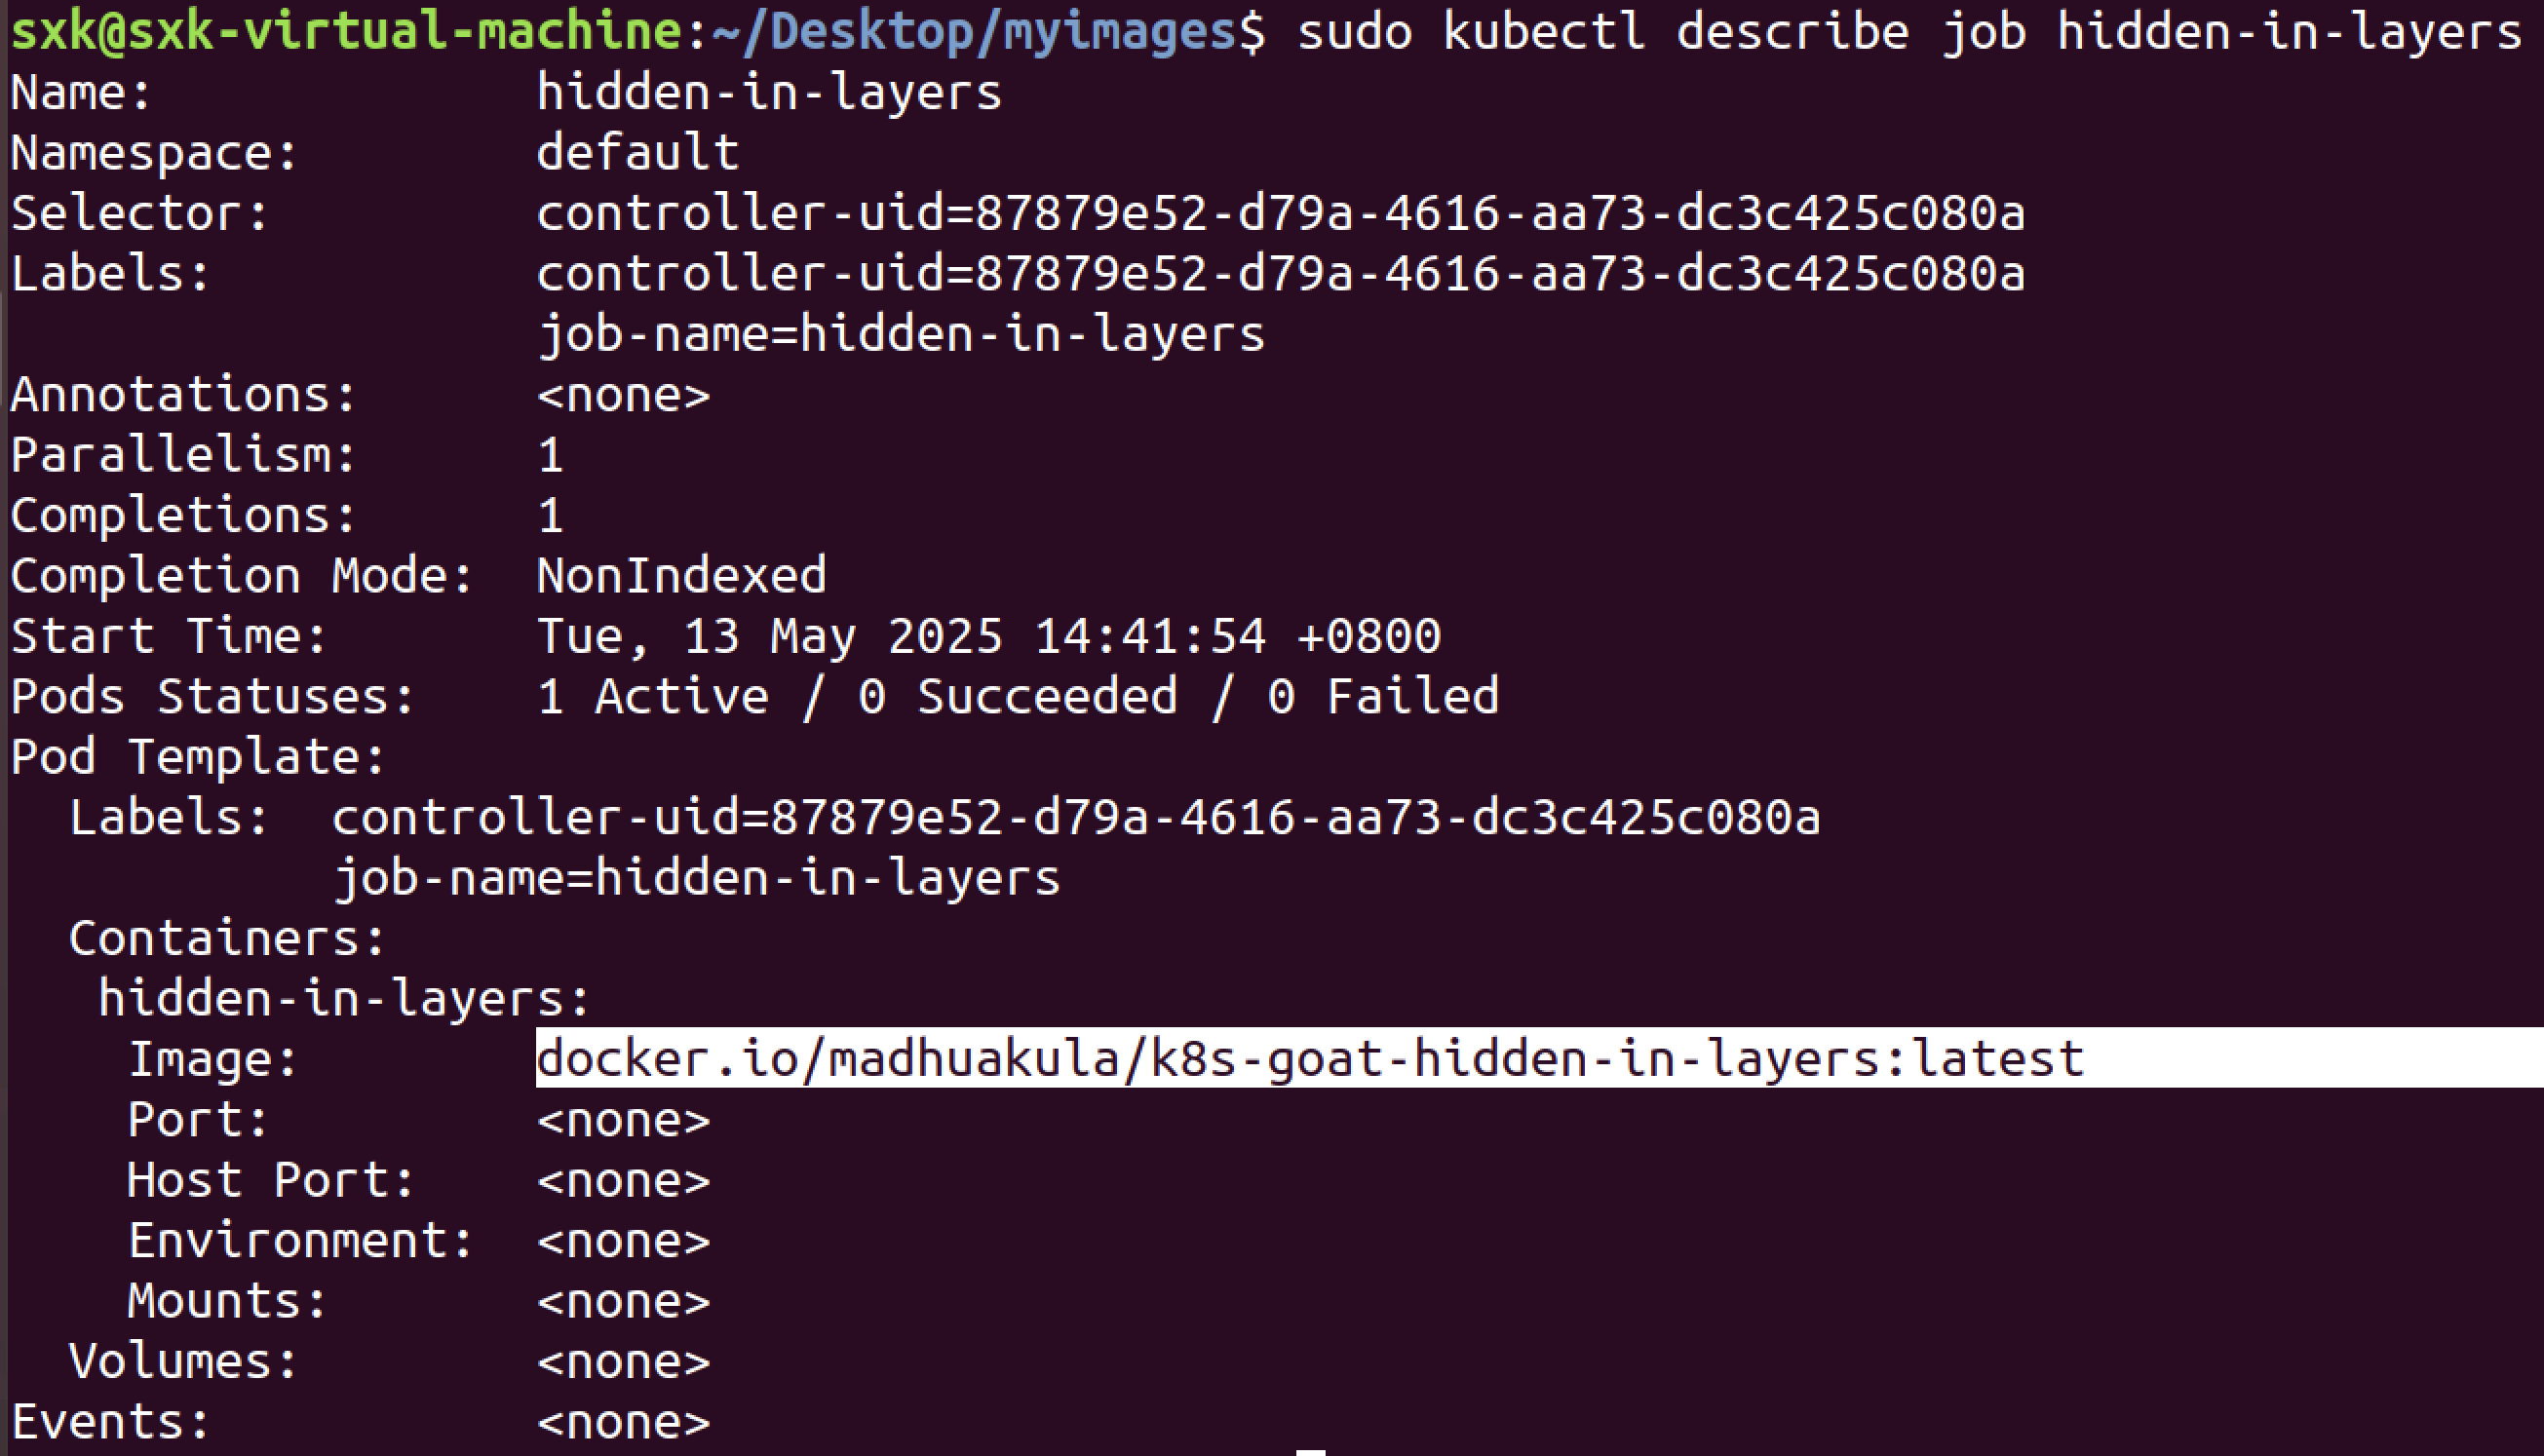 sxk@sxk-virtual-machine:~/Desktop/myimages$ sudo kubectl describe job hidden-in-layers
Name:             hidden-in-layers
Namespace:        default
Selector:         controller-uid=87879e52-d79a-4616-aa73-dc3c425c080a
Labels:           controller-uid=87879e52-d79a-4616-aa73-dc3c425c080a
                  job-name=hidden-in-layers
Annotations:      <none>
Parallelism:      1
Completions:      1
Completion Mode:  NonIndexed
Start Time:       Tue, 13 May 2025 14:41:54 +0800
Pods Statuses:    1 Active / 0 Succeeded / 0 Failed
Pod Template:
  Labels:  controller-uid=87879e52-d79a-4616-aa73-dc3c425c080a
           job-name=hidden-in-layers
  Containers:
   hidden-in-layers:
    Image:        docker.io/madhuakula/k8s-goat-hidden-in-layers:latest
    Port:         <none>
    Host Port:    <none>
    Environment:  <none>
    Mounts:       <none>
  Volumes:        <none>
Events:           <none>